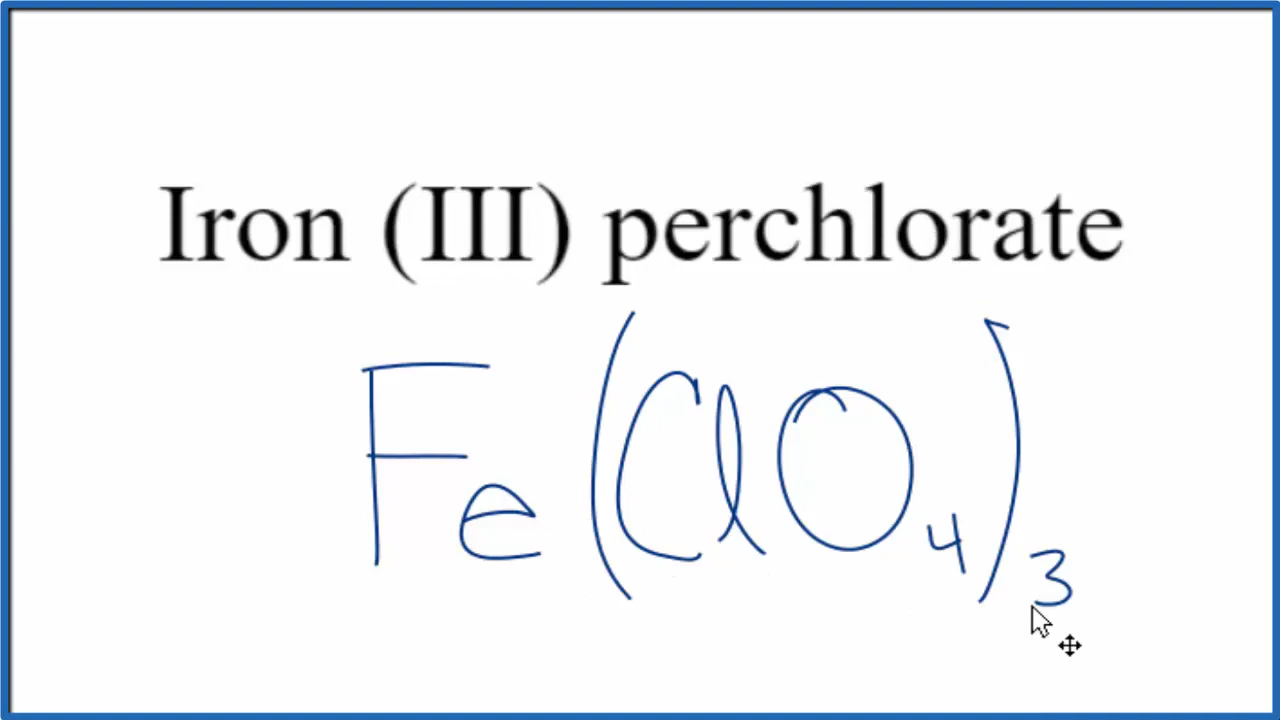 Iron (III) perchlorate
Fe(ClO₄)₃